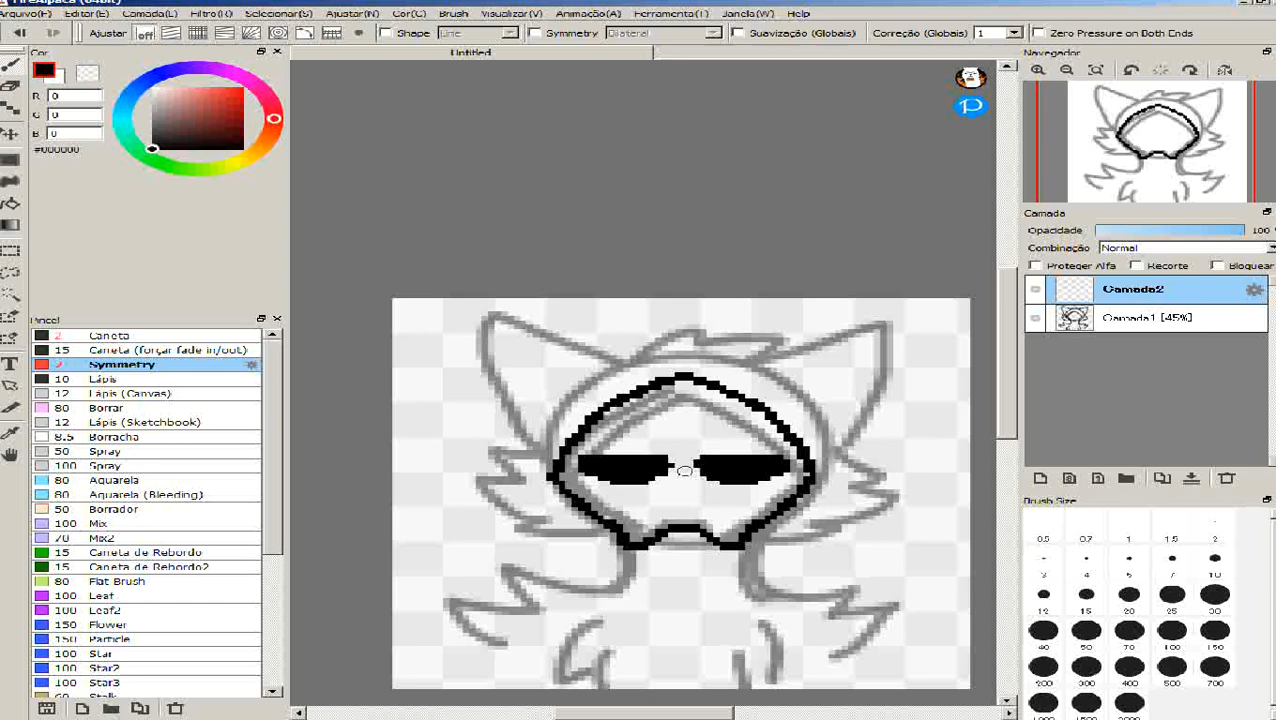 FireAlpaca (64bit)
Arquivo(F) Editar(E) Camada(L) Filtro(R) Selecionar(S) Ajustar(N) Cor(C) Brush Visualizar(V) Animação(A) Ferramenta(T) Janela(W) Help
Ajustar off Shape Line Symmetry Bilateral Suavização (Globais) Correção (Globais) 1 Zero Pressure on Both Ends
Cor
Untitled
Navegador
R 0
G 0
B 0
#000000
Camada
Opacidade 100
Combinação Normal
Proteger Alfa Recorte Bloquear
Camada2
Camada1 [45%]
Pincel
2 Caneta
15 Caneta (forçar fade in/out)
Symmetry
10 Lápis
12 Lápis (Canvas)
80 Borrar
12 Lápis (Sketchbook)
8.5 Borracha
50 Spray
100 Spray
80 Aquarela
80 Aquarela (Bleeding)
50 Borrador
100 Mix
70 Mix2
15 Caneta de Rebordo
15 Caneta de Rebordo2
80 Flat Brush
100 Leaf
100 Leaf2
150 Flower
150 Particle
100 Star
100 Star2
100 Star3
Brush Size
0.5 0.7 1 1.5 2
3 4 5 7 10
12 15 20 25 30
40 50 70 100 150
200 300 400 500 700
1000 1500 2000